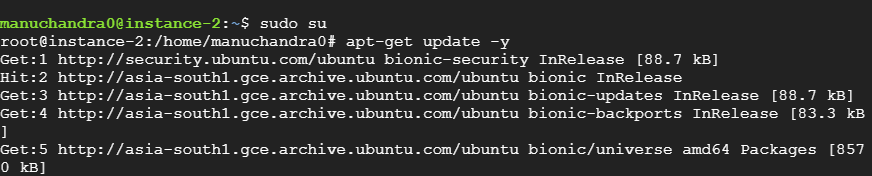 manuchandra0@instance-2:~$ sudo su
root@instance-2:/home/manuchandra0# apt-get update -y
Get:1 http://security.ubuntu.com/ubuntu bionic-security InRelease [88.7 kB]
Hit:2 http://asia-south1.gce.archive.ubuntu.com/ubuntu bionic InRelease
Get:3 http://asia-south1.gce.archive.ubuntu.com/ubuntu bionic-updates InRelease [88.7 kB]
Get:4 http://asia-south1.gce.archive.ubuntu.com/ubuntu bionic-backports InRelease [83.3 kB
]
Get:5 http://asia-south1.gce.archive.ubuntu.com/ubuntu bionic/universe amd64 Packages [857
0 kB]